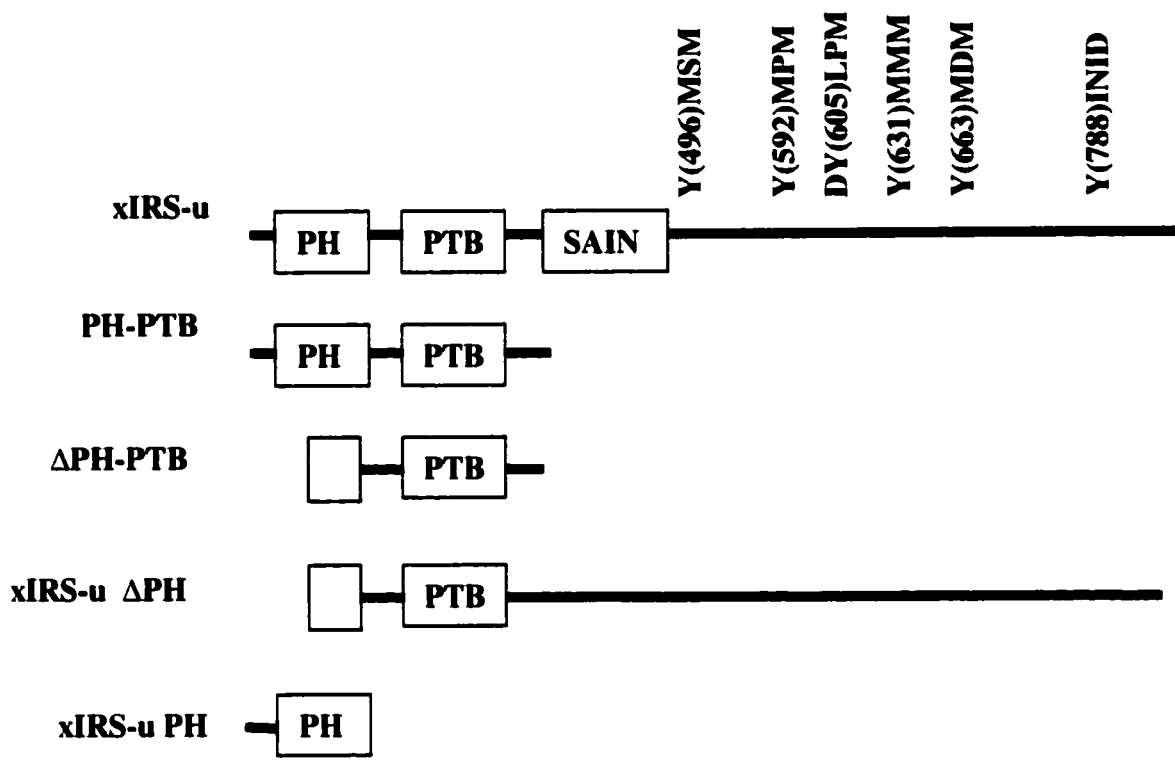 Y(496)MSM
Y(592)MPM
DY(605)LPM
Y(631)MMM
Y(663)MDM
Y(788)INID
xIRS-u
PH PTB SAIN
PH-PTB
PH PTB
ΔPH-PTB
PTB
xIRS-u ΔPH
PTB
xIRS-u PH
PH